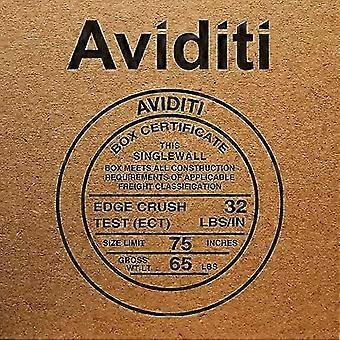 Aviditi
AVIDITI
BOX CERTIFICATE
THIS
SINGLEWALL
BOX MEETS ALL CONSTRUCTION
REQUIREMENTS OF APPLICABLE
FREIGHT CLASSIFICATION
EDGE CRUSH 32
TEST (ECT) LBS/IN
SIZE LIMIT 75 INCHES
GROSS
WT.LT. 65 LBS